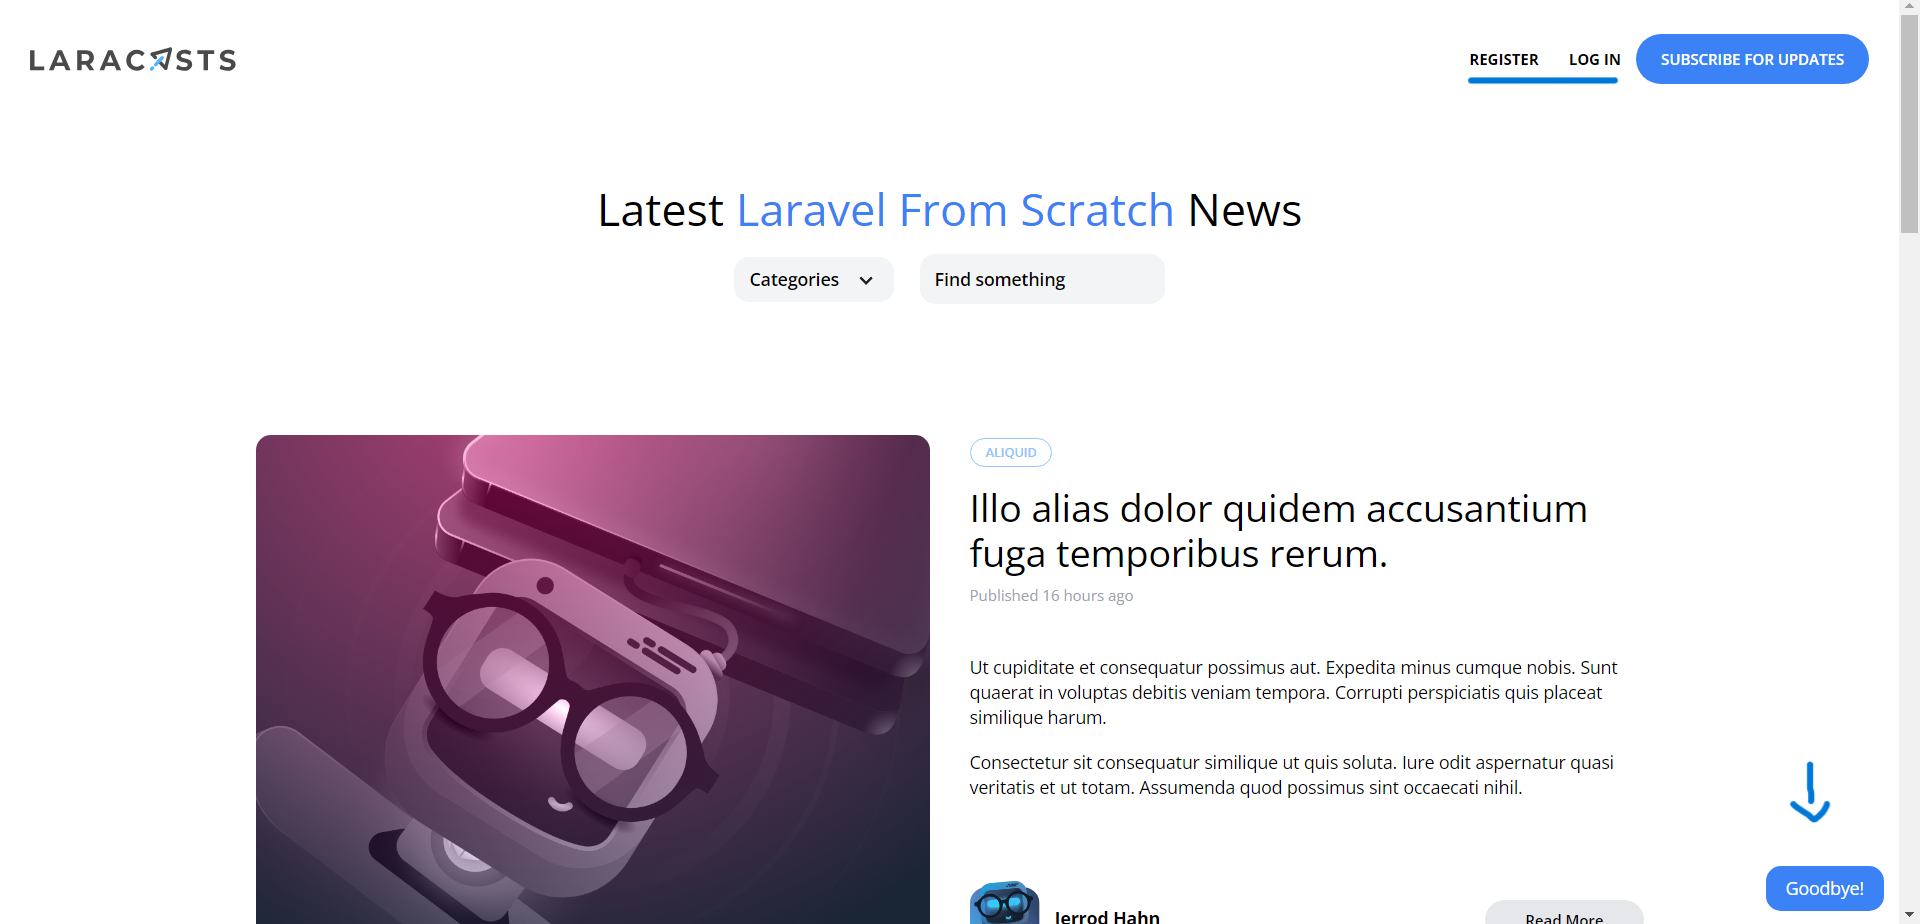 LARACASTS
REGISTER LOG IN SUBSCRIBE FOR UPDATES
Latest Laravel From Scratch News
Categories Find something
ALIQUID
Illo alias dolor quidem accusantium
fuga temporibus rerum.
Published 16 hours ago
Ut cupiditate et consequatur possimus aut. Expedita minus cumque nobis. Sunt
quaerat in voluptas debitis veniam tempora. Corrupti perspiciatis quis placeat
similique harum.
Consectetur sit consequatur similique ut quis soluta. Iure odit aspernatur quasi
veritatis et ut totam. Assumenda quod possimus sint occaecati nihil.
Goodbye!
Jerrod Hahn Read More